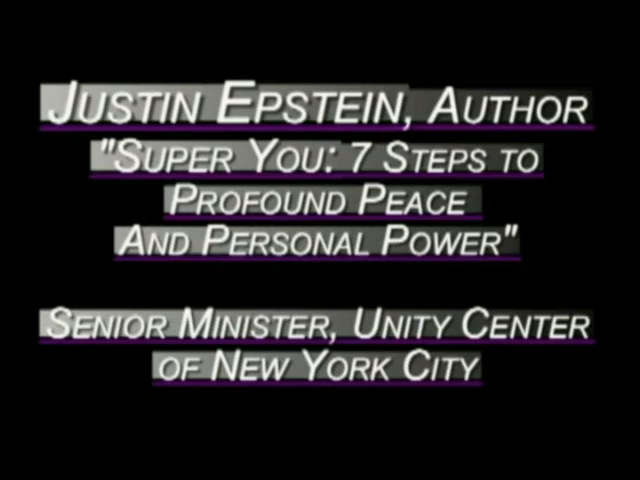 JUSTIN EPSTEIN, AUTHOR
"SUPER YOU: 7 STEPS TO
PROFOUND PEACE
AND PERSONAL POWER"
SENIOR MINISTER, UNITY CENTER
OF NEW YORK CITY